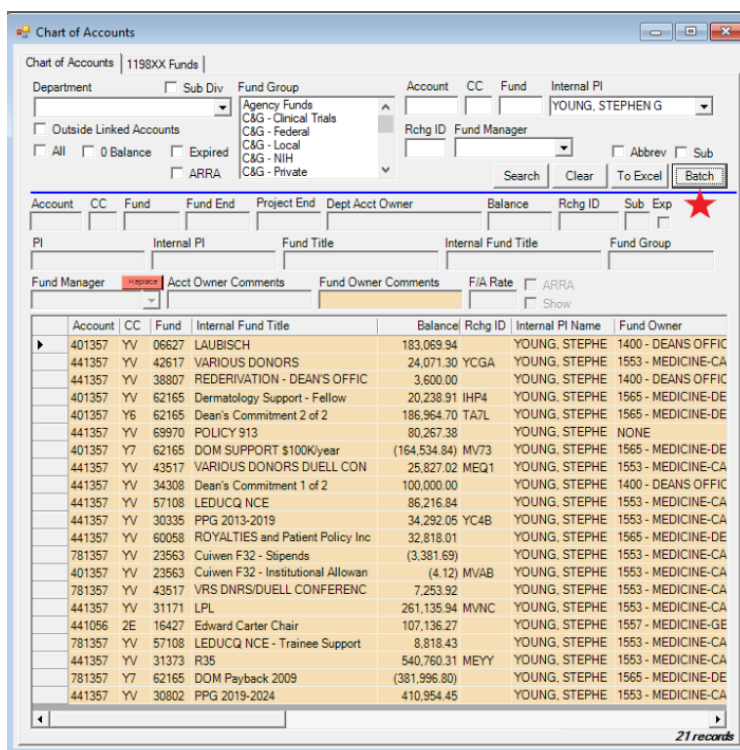 Chart of Accounts
Chart of Accounts 1198XX Funds
Department Sub Div Fund Group Account CC Fund Internal PI
Agency Funds
C&G - Clinical Trials
C&G - Federal
C&G - Local
C&G - NIH
C&G - Private
YOUNG, STEPHEN G
Outside Linked Accounts
Rchg ID Fund Manager
All 0 Balance Expired
ARRA
Abbrev Sub
Search Clear To Excel Batch
Account CC Fund Fund End Project End Dept Acct Owner Balance Rchg ID Sub Exp
PI Internal PI Fund Title Internal Fund Title Fund Group
Fund Manager Replace Acct Owner Comments Fund Owner Comments F/A Rate ARRA
Show
Account CC Fund Internal Fund Title Balance Rchg ID Internal PI Name Fund Owner
401357 YV 06627 LAUBISCH 183,069.94 YOUNG, STEPHE 1400 - DEANS OFFIC
441357 YV 42617 VARIOUS DONORS 24,071.30 YCGA YOUNG, STEPHE 1553 - MEDICINE-CA
441357 YV 38807 REDERIVATION - DEAN'S OFFIC 3,600.00 YOUNG, STEPHE 1400 - DEANS OFFIC
401357 YV 62165 Dermatology Support - Fellow 20,238.91 IHP4 YOUNG, STEPHE 1565 - MEDICINE-DE
401357 Y6 62165 Dean's Commitment 2 of 2 186,964.70 TA7L YOUNG, STEPHE 1565 - MEDICINE-DE
441357 YV 69970 POLICY 913 80,267.38 YOUNG, STEPHE NONE
401357 Y7 62165 DOM SUPPORT $100K/year (164,534.84) MV73 YOUNG, STEPHE 1565 - MEDICINE-DE
441357 YV 43517 VARIOUS DONORS DUELL CON 25,827.02 MEQ1 YOUNG, STEPHE 1553 - MEDICINE-CA
441357 YV 34308 Dean's Commitment 1 of 2 100,000.00 YOUNG, STEPHE 1400 - DEANS OFFIC
441357 YV 57108 LEDUCQ NCE 86,216.84 YOUNG, STEPHE 1553 - MEDICINE-CA
441357 YV 30335 PPG 2013-2019 34,292.05 YC4B YOUNG, STEPHE 1553 - MEDICINE-CA
441357 YV 60058 ROYALTIES and Patient Policy Inc 32,818.01 YOUNG, STEPHE 1565 - MEDICINE-DE
781357 YV 23563 Cuiwen F32 - Stipends (3,381.69) YOUNG, STEPHE 1553 - MEDICINE-CA
401357 YV 23563 Cuiwen F32 - Institutional Allowan (4.12) MVAB YOUNG, STEPHE 1553 - MEDICINE-CA
781357 YV 43517 VRS DNRS/DUELL CONFERENC 7,253.92 YOUNG, STEPHE 1553 - MEDICINE-CA
441357 YV 31171 LPL 261,135.94 MVNC YOUNG, STEPHE 1553 - MEDICINE-CA
441056 2E 16427 Edward Carter Chair 107,136.27 YOUNG, STEPHE 1557 - MEDICINE-GE
781357 YV 57108 LEDUCQ NCE - Trainee Support 8,818.43 YOUNG, STEPHE 1553 - MEDICINE-CA
441357 YV 31373 R35 540,760.31 MEYY YOUNG, STEPHE 1553 - MEDICINE-CA
781357 Y7 62165 DOM Payback 2009 (381,996.80) YOUNG, STEPHE 1565 - MEDICINE-DE
441357 YV 30802 PPG 2019-2024 410,954.45 YOUNG, STEPHE 1553 - MEDICINE-CA
21 records